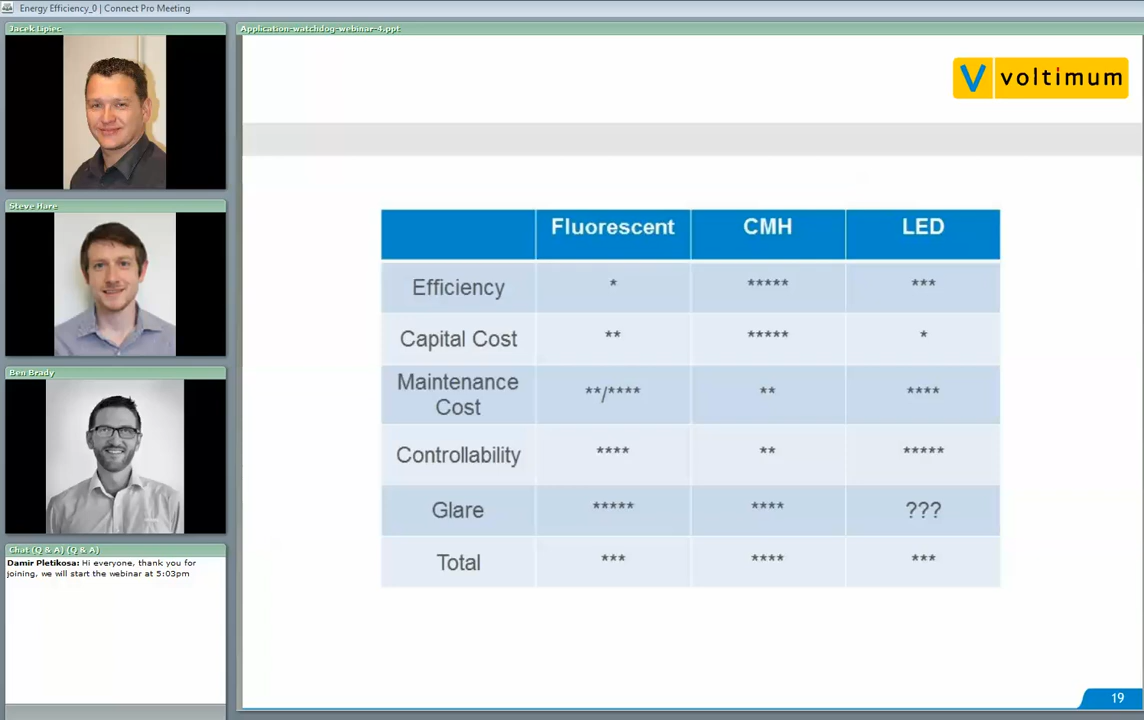 Energy Efficiency_0 | Connect Pro Meeting
Jacek Lipiec
Steve Hare
Ben Brady
Chat (Q & A) (Q & A)
Damir Pletikosa: Hi everyone, thank you for
joining, we will start the webinar at 5:03pm
Application-watchdog-webinar-4.ppt
V voltimum
Fluorescent CMH LED
Efficiency * ***** ***
Capital Cost ** ***** *
Maintenance
Cost **/**** ** ****
Controllability **** ** *****
Glare ***** **** ???
Total *** **** ***
19